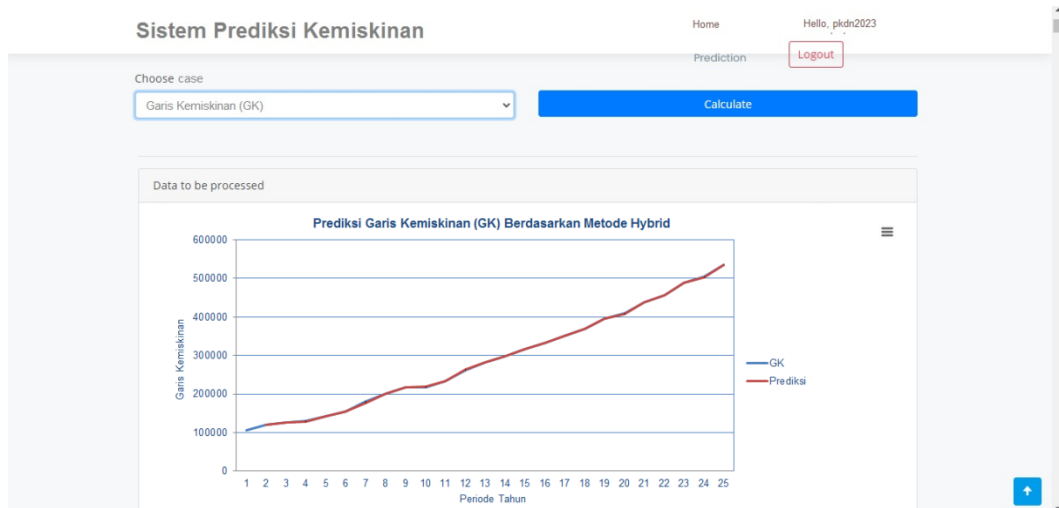 Sistem Prediksi Kemiskinan
Home
Hello, pkdn2023
Prediction
Logout
Choose case
Garis Kemiskinan (GK)
Calculate
Data to be processed
Prediksi Garis Kemiskinan (GK) Berdasarkan Metode Hybrid
600000
500000
400000
300000
200000
100000
0
Garis Kemiskinan
1 2 3 4 5 6 7 8 9 10 11 12 13 14 15 16 17 18 19 20 21 22 23 24 25
Periode Tahun
GK
Prediksi